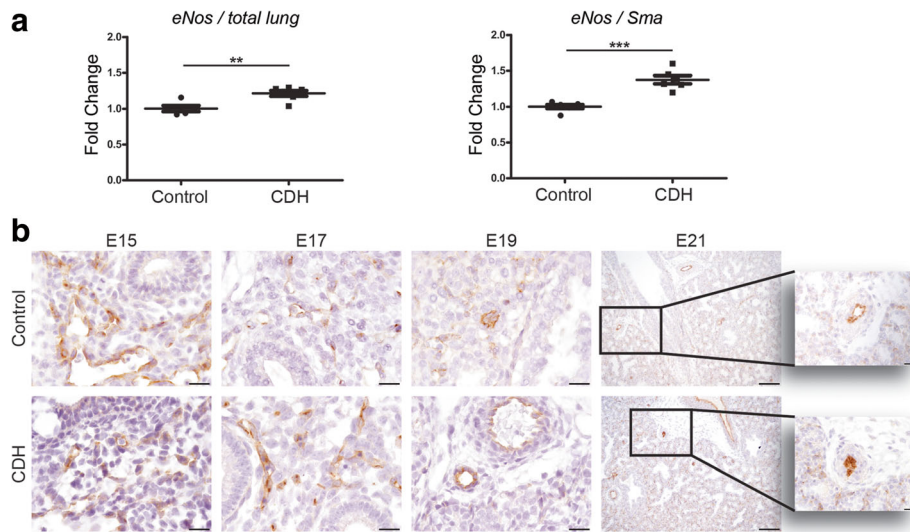 a
eNos / total lung
Fold Change
2.0
1.5
1.0
0.5
0.0
**
Control
CDH
eNos / Sma
Fold Change
2.0
1.5
1.0
0.5
0.0
***
Control
CDH
b
E15
E17
E19
E21
Control
CDH